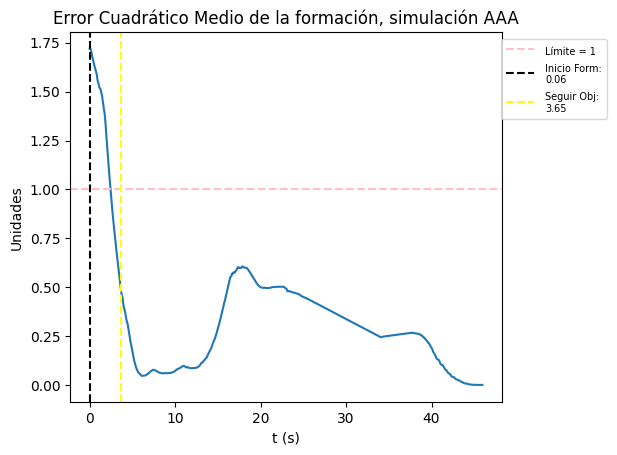 Error Cuadrático Medio de la formación, simulación AAA
1.75
1.50
1.25
1.00
0.75
0.50
0.25
0.00
Unidades
0
10
20
30
40
t (s)
Límite = 1
Inicio Form:
0.06
Seguir Obj:
3.65